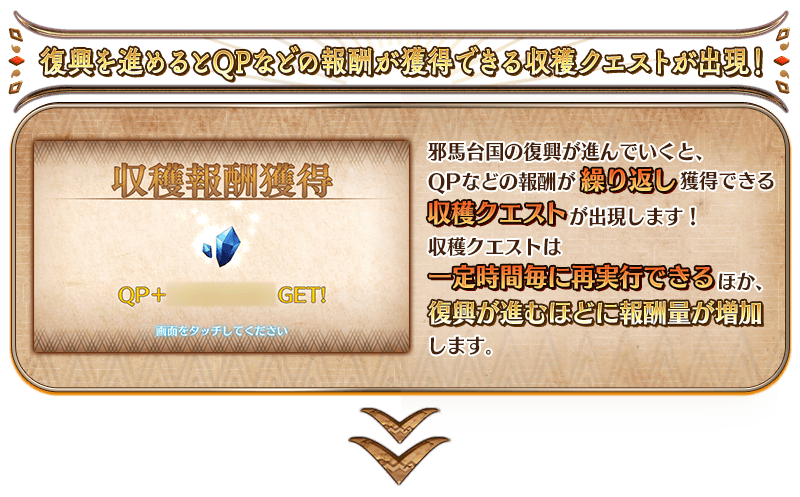 復興を進めるとQPなどの報酬が獲得できる収穫クエストが出現！
収穫報酬獲得
QP+ GET!
画面をタッチしてください
邪馬台国の復興が進んでいくと、
QPなどの報酬が 繰り返し 獲得できる
収穫クエストが出現します！
収穫クエストは
一定時間毎に再実行できるほか、
復興が進むほどに報酬量が増加
します。